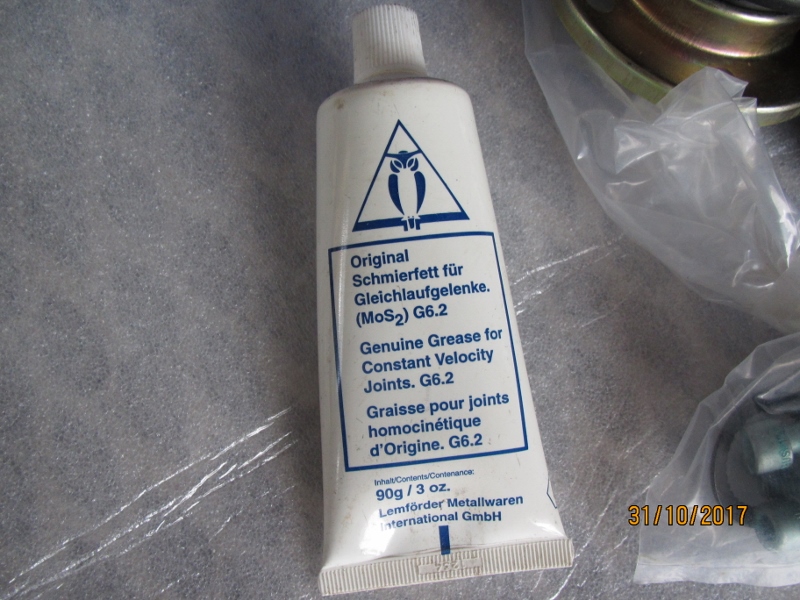 Original
Schmierfett für
Gleichlaufgelenke.
(MoS2) G6.2
Genuine Grease for
Constant Velocity
Joints. G6.2
Graisse pour joints
homocinétique
d'Origine. G6.2
Inhalt/Contents/Contenance:
90g / 3 oz.
Lemförder Metallwaren
International GmbH
31/10/2017